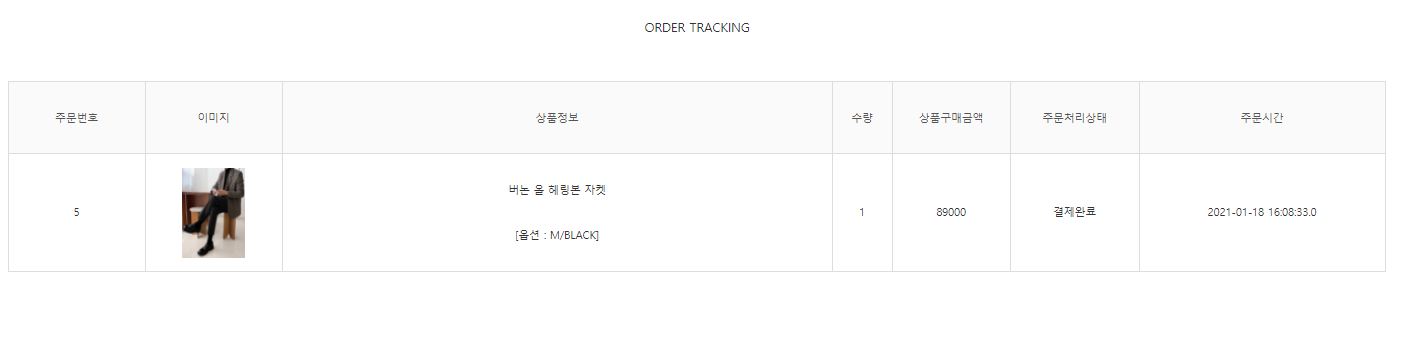 ORDER TRACKING
주문번호 이미지 상품정보 수량 상품구매금액 주문처리상태 주문시간
버논 울 헤링본 자켓
5 1 89000 결제완료 2021-01-18 16:08:33.0
[옵션 : M/BLACK]